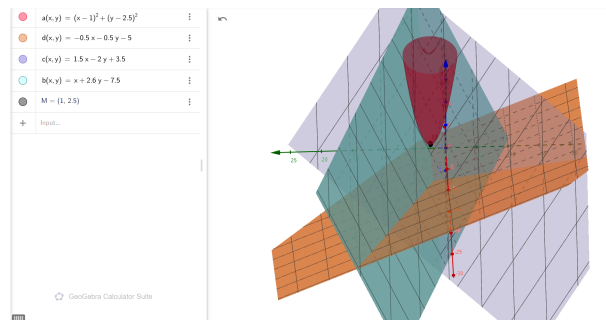 a(x,y) = (x − 1)² + (y − 2.5)²
d(x,y) = −0.5 x − 0.5 y − 5
c(x,y) = 1.5 x − 2 y + 3.5
b(x,y) = x + 2.6 y − 7.5
M = (1, 2.5)
Input...
GeoGebra Calculator Suite
25
20